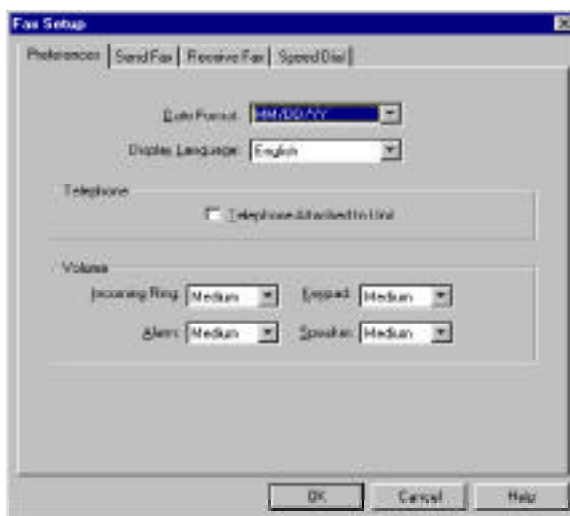 Fax Setup
Preferences Send Fax Receive Fax Speed Dial
Date Format: MM/DD/YY
Display Language: English
Telephone
Telephone Attached to Unit
Volume
Incoming Ring: Medium Keypad: Medium
Alarm: Medium Speaker: Medium
OK Cancel Help